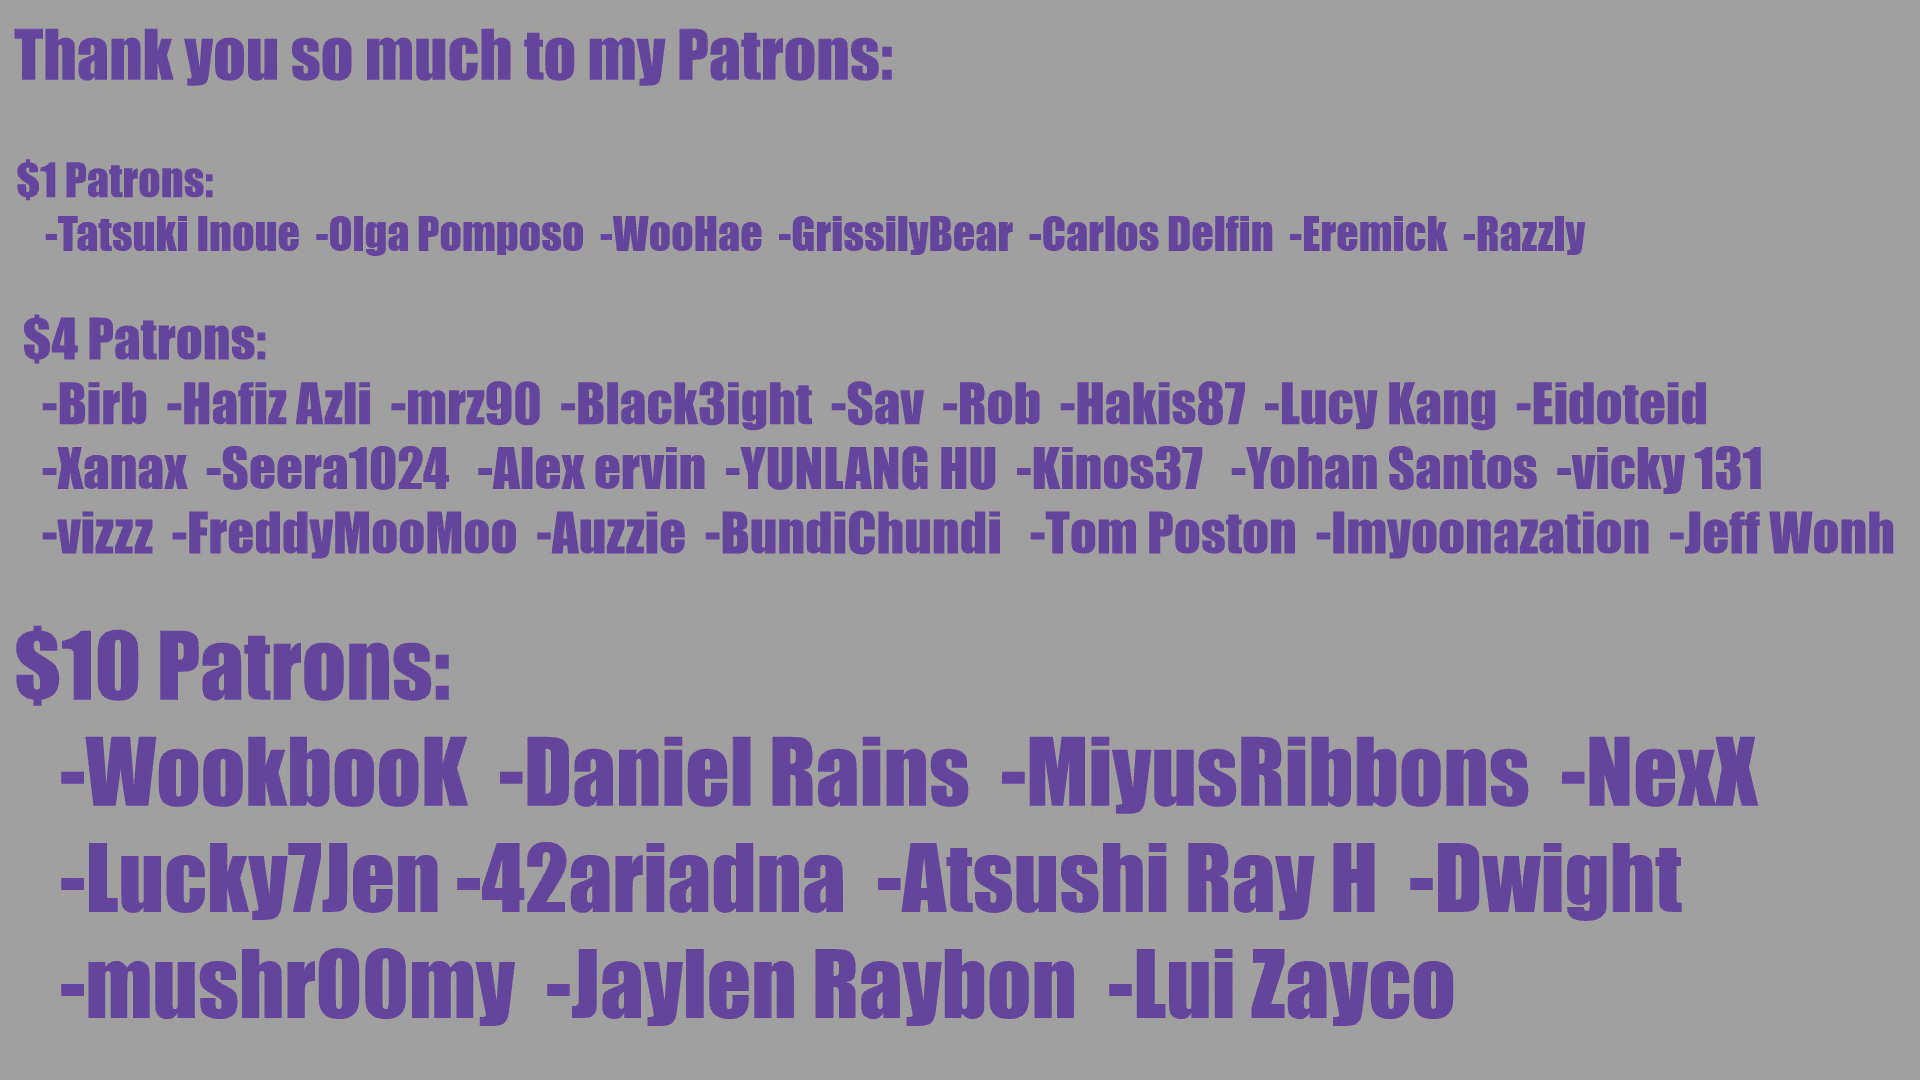 Thank you so much to my Patrons:
$1 Patrons:
-Tatsuki Inoue -Olga Pomposo -WooHae -GrissilyBear -Carlos Delfin -Eremick -Razzly
$4 Patrons:
-Birb -Hafiz Azli -mrz90 -Black3ight -Sav -Rob -Hakis87 -Lucy Kang -Eidoteid
-Xanax -Seera1024 -Alex ervin -YUNLANG HU -Kinos37 -Yohan Santos -vicky 131
-vizzz -FreddyMooMoo -Auzzie -BundiChundi -Tom Poston -Imyoonazation -Jeff Wonh
$10 Patrons:
-WookbooK -Daniel Rains -MiyusRibbons -NexX
-Lucky7Jen -42ariadna -Atsushi Ray H -Dwight
-mushr00my -Jaylen Raybon -Lui Zayco